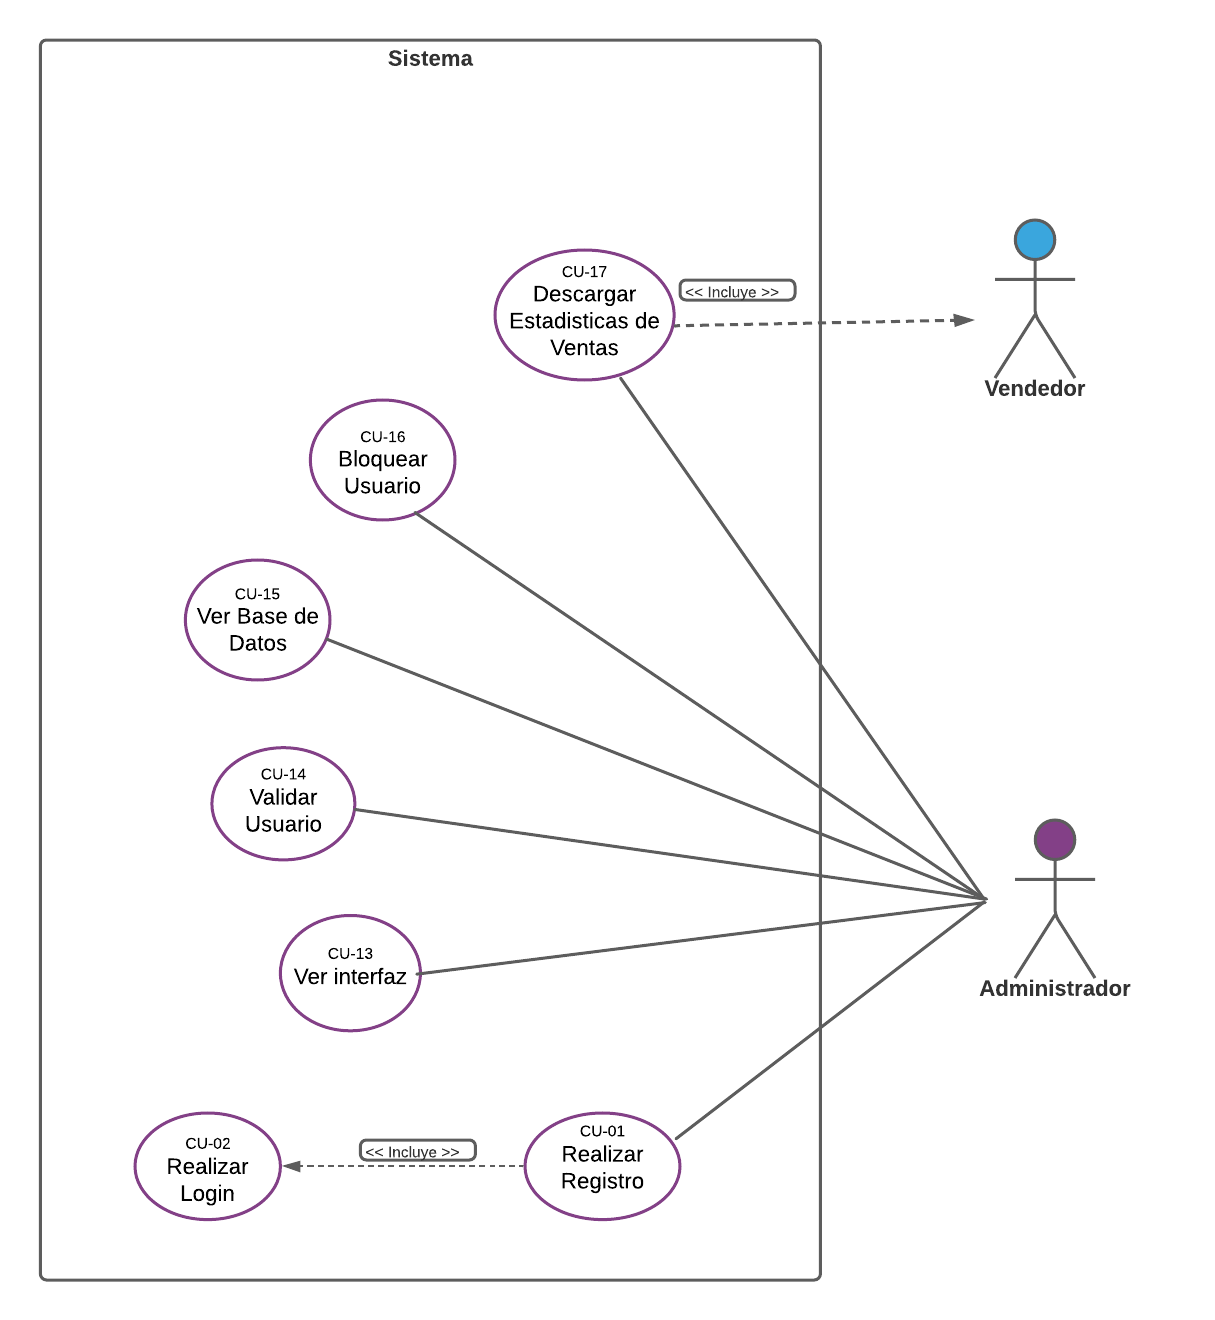 Sistema
CU-17
Descargar
Estadisticas de
Ventas
<< Incluye >>
Vendedor
CU-16
Bloquear
Usuario
CU-15
Ver Base de
Datos
CU-14
Validar
Usuario
CU-13
Ver interfaz
Administrador
CU-02
Realizar
Login
<< Incluye >>
CU-01
Realizar
Registro